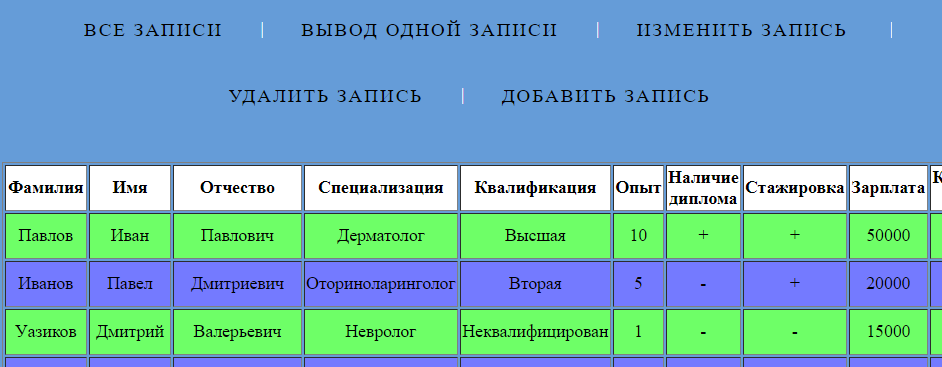 ВСЕ ЗАПИСИ | ВЫВОД ОДНОЙ ЗАПИСИ | ИЗМЕНИТЬ ЗАПИСЬ |
УДАЛИТЬ ЗАПИСЬ | ДОБАВИТЬ ЗАПИСЬ
Фамилия Имя Отчество Специализация Квалификация Опыт Наличие диплома Стажировка Зарплата
Павлов Иван Павлович Дерматолог Высшая 10 + + 50000
Иванов Павел Дмитриевич Оториноларинголог Вторая 5 - + 20000
Уазиков Дмитрий Валерьевич Невролог Неквалифицирован 1 - - 15000